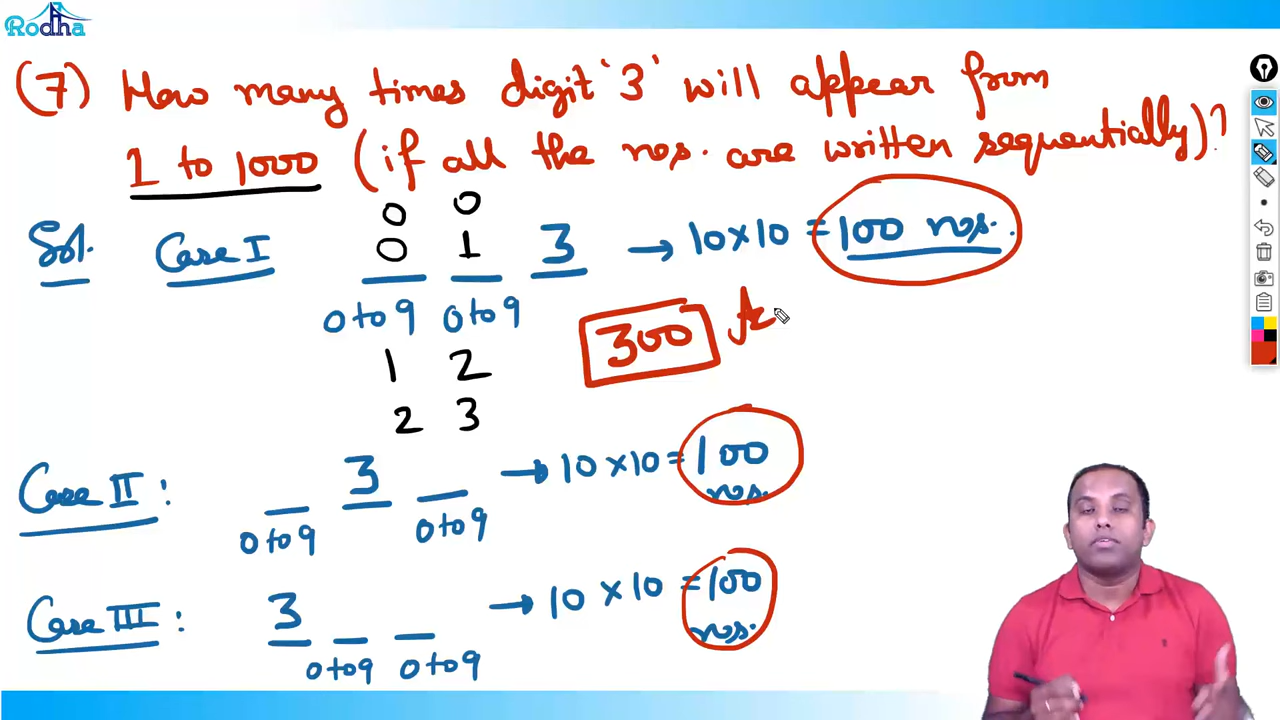 Rodha
(7) How many times digit '3' will appear from
1 to 1000 (if all the nos. are written sequentially)?
0 0
Sol. Case I 0 1 3 → 10×10 = 100 nos.
0 to 9 0 to 9
300
1 2
2 3
Case II : 3 → 10×10 = 100 nos.
0 to 9 0 to 9
Case III : 3 → 10 × 10 = 100 nos.
0 to 9 0 to 9